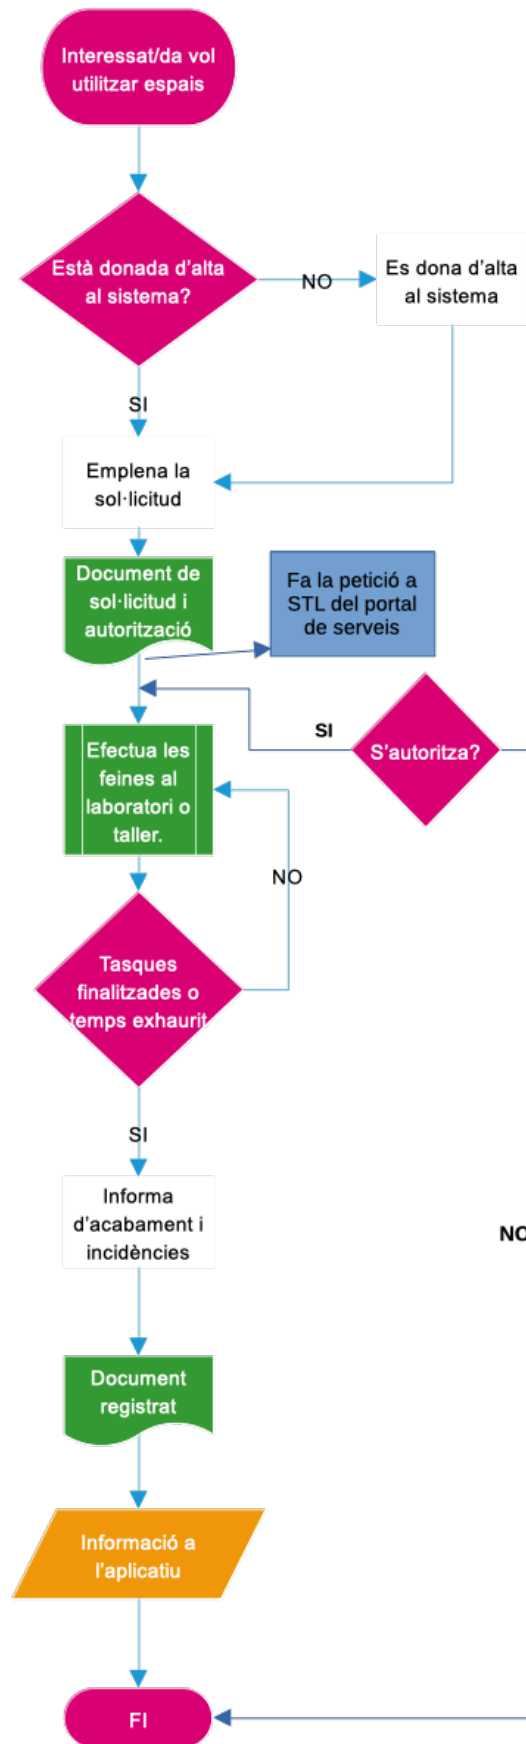 Interessat/da vol
utilitzar espais
Està donada d'alta
al sistema?
NO
Es dona d'alta
al sistema
SI
Emplena la
sol·licitud
Document de
sol·licitud i
autorització
Fa la petició a
STL del portal
de serveis
SI
S'autoritza?
Efectua les
feines al
laboratori o
taller.
NO
Tasques
finalitzades o
temps exhaurit
SI
Informa
d'acabament i
incidències
NO
Document
registrat
Informació a
l'aplicatiu
FI